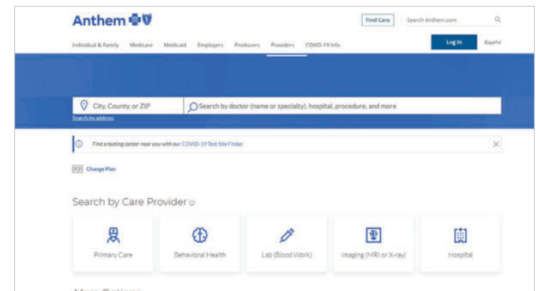 Anthem
Find Care
Search Anthem.com
Individual & Family Medicare Medicaid Employers Producers Providers COVID-19 Info
Log In
Español
City, County, or ZIP
Search by doctor (name or specialty), hospital, procedure, and more
Search by address
Find a testing center near you with our COVID-19 Test Site Finder
Change Plan
Search by Care Provider
Primary Care
Behavioral Health
Lab (Blood Work)
Imaging (MRI or X-ray)
Hospital